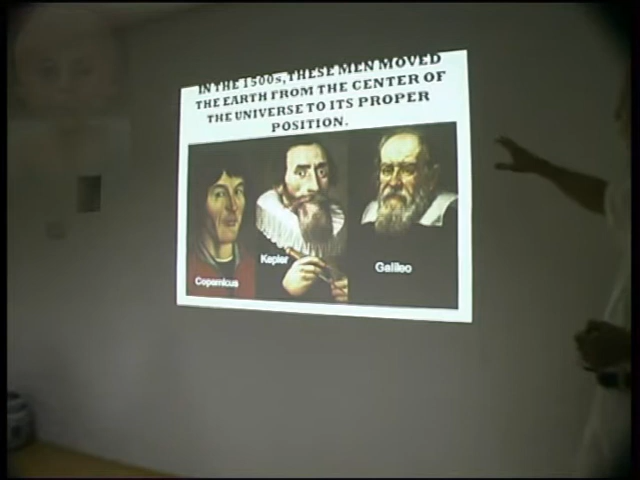 IN THE 1500s, THESE MEN MOVED
THE EARTH FROM THE CENTER OF
THE UNIVERSE TO ITS PROPER
POSITION.
Copernicus
Kepler
Galileo